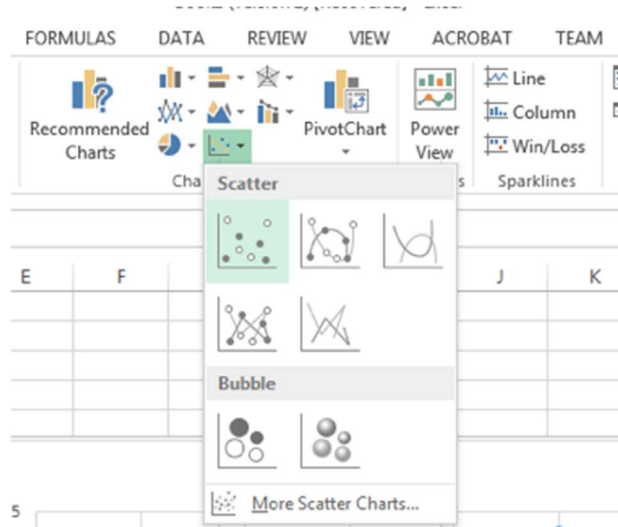 FORMULAS DATA REVIEW VIEW ACROBAT TEAM
Recommended Charts
PivotChart
Power View
Line
Column
Win/Loss
Cha
s
Sparklines
Scatter
E F J K
Bubble
More Scatter Charts...
5